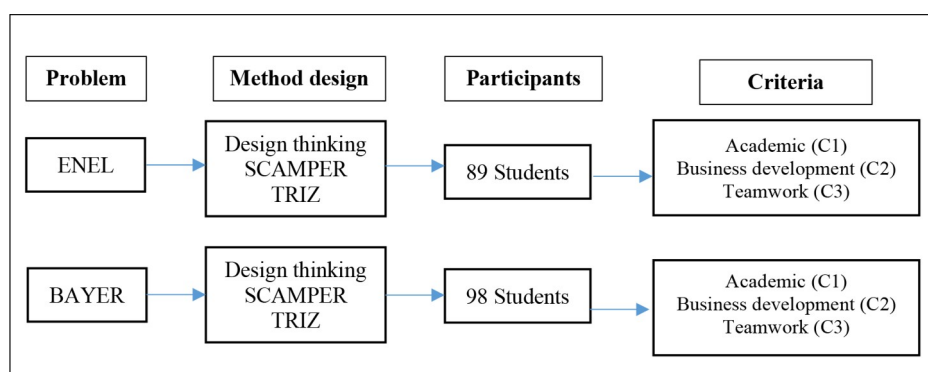 Problem
Method design
Participants
Criteria
ENEL
Design thinking
SCAMPER
TRIZ
89 Students
Academic (C1)
Business development (C2)
Teamwork (C3)
BAYER
Design thinking
SCAMPER
TRIZ
98 Students
Academic (C1)
Business development (C2)
Teamwork (C3)